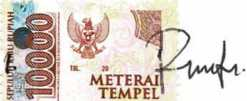 SEPULUH RIBU RUPIAH
10000
TGL. 20
METERAI
TEMPEL